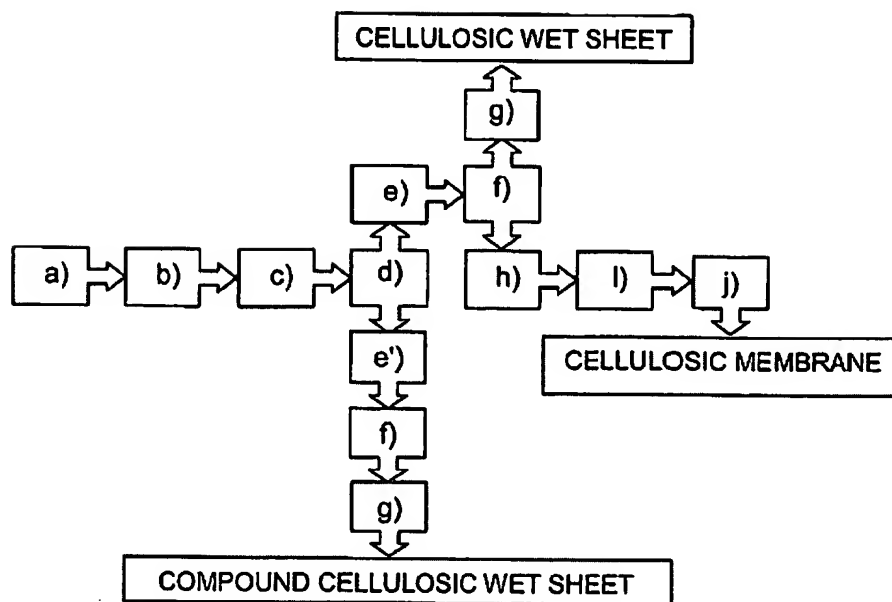 CELLULOSIC WET SHEET
g)
e)
f)
a)
b)
c)
d)
h)
I)
j)
e')
CELLULOSIC MEMBRANE
f)
g)
COMPOUND CELLULOSIC WET SHEET